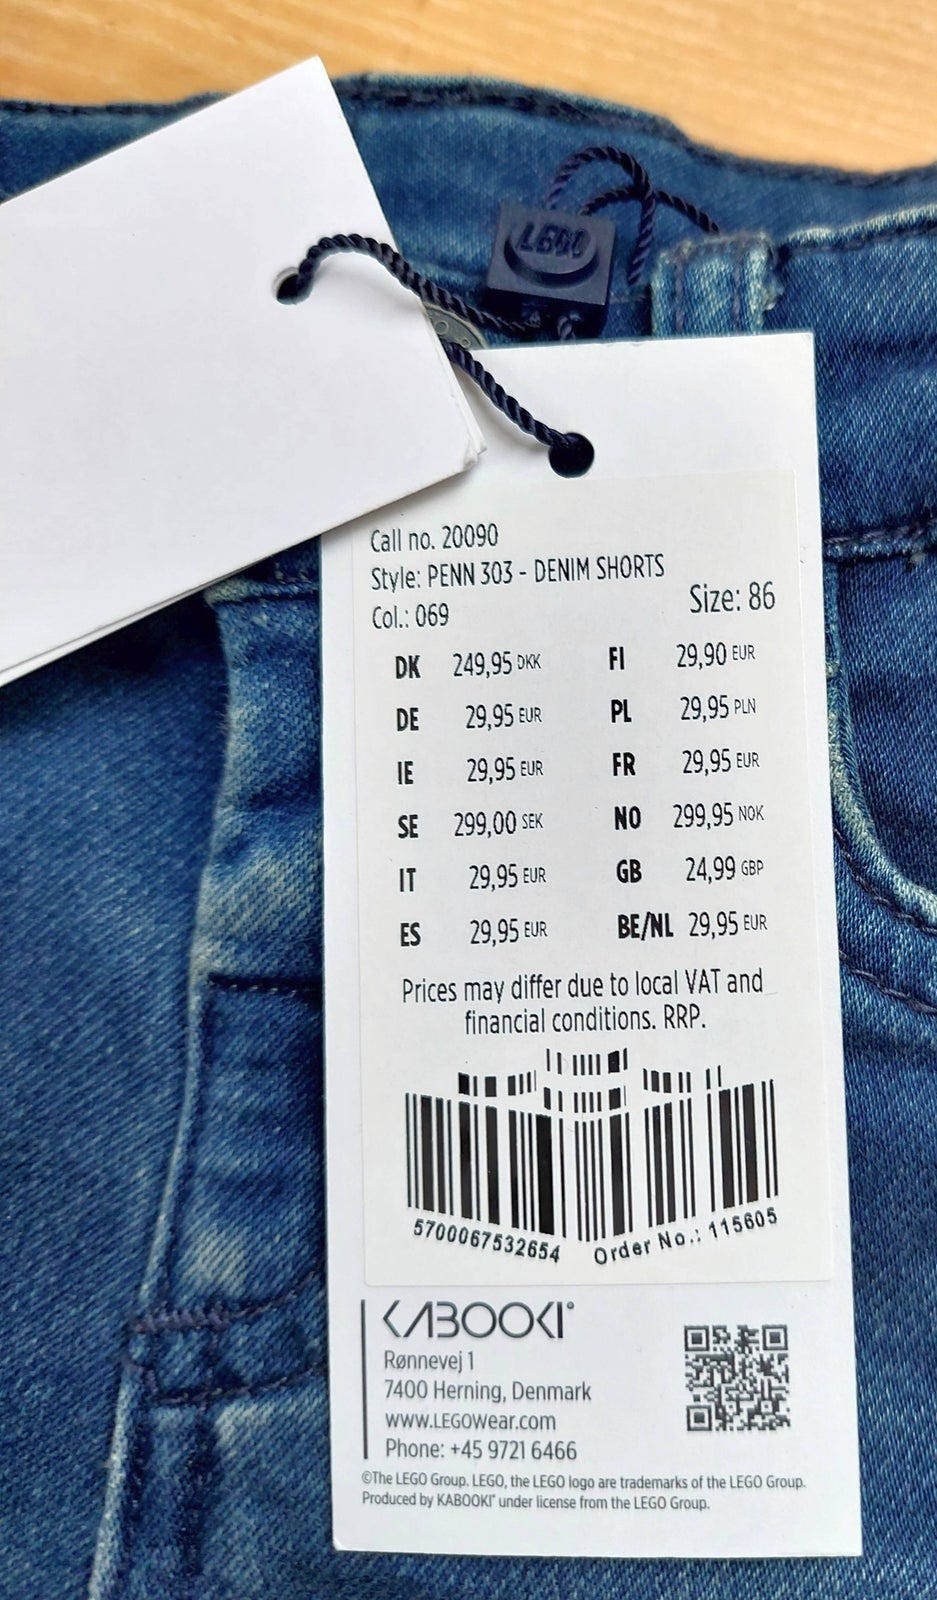 LEGO
Call no. 20090
Style: PENN 303 - DENIM SHORTS
Col.: 069
Size: 86
DK 249,95 DKK FI 29,90 EUR
DE 29,95 EUR PL 29,95 PLN
IE 29,95 EUR FR 29,95 EUR
SE 299,00 SEK NO 299,95 NOK
IT 29,95 EUR GB 24,99 GBP
ES 29,95 EUR BE/NL 29,95 EUR
Prices may differ due to local VAT and
financial conditions. RRP.
5700067532654 Order No.: 115605
KABOOKI®
Rønnevej 1
7400 Herning, Denmark
www.LEGOwear.com
Phone: +45 9721 6466
©The LEGO Group. LEGO, the LEGO logo are trademarks of the LEGO Group.
Produced by KABOOKI® under license from the LEGO Group.